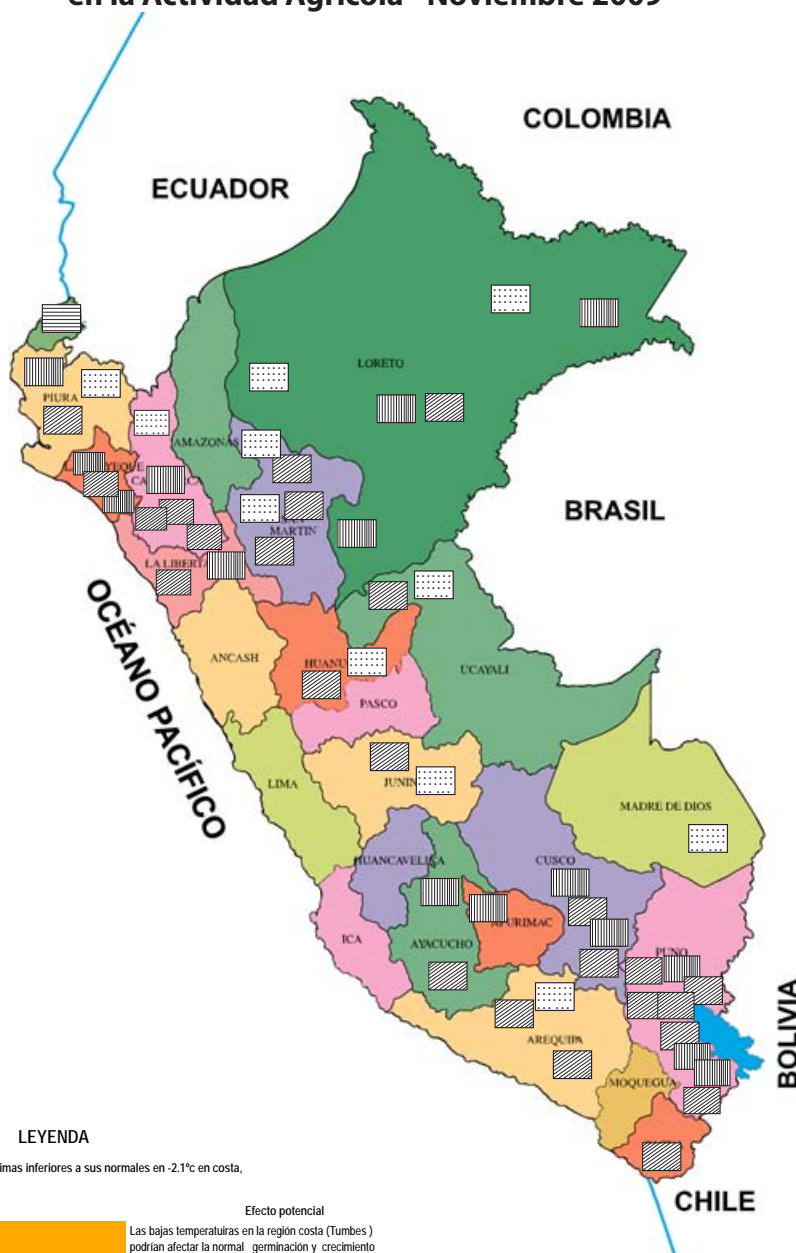 en la Actividad Agrícola - Noviembre 2009
COLOMBIA
ECUADOR
LORETO
PIURA
AMAZONAS
BRASIL
SAN
MARTIN
LA LIBERTAD
OCÉANO PACÍFICO
ANCASH
UCAYALI
PASCO
LIMA
JUNIN
MADRE DE DIOS
HUANCAVELICA
CUSCO
APURIMAC
ICA
AYACUCHO
PUNO
BOLIVIA
AREQUIPA
MOQUEGUA
LEYENDA
imas inferiores a sus normales en -2.1ºc en costa,
CHILE
Efecto potencial
Las bajas temperatuiras en la región costa (Tumbes )
podrían afectar la normal germinación y crecimiento